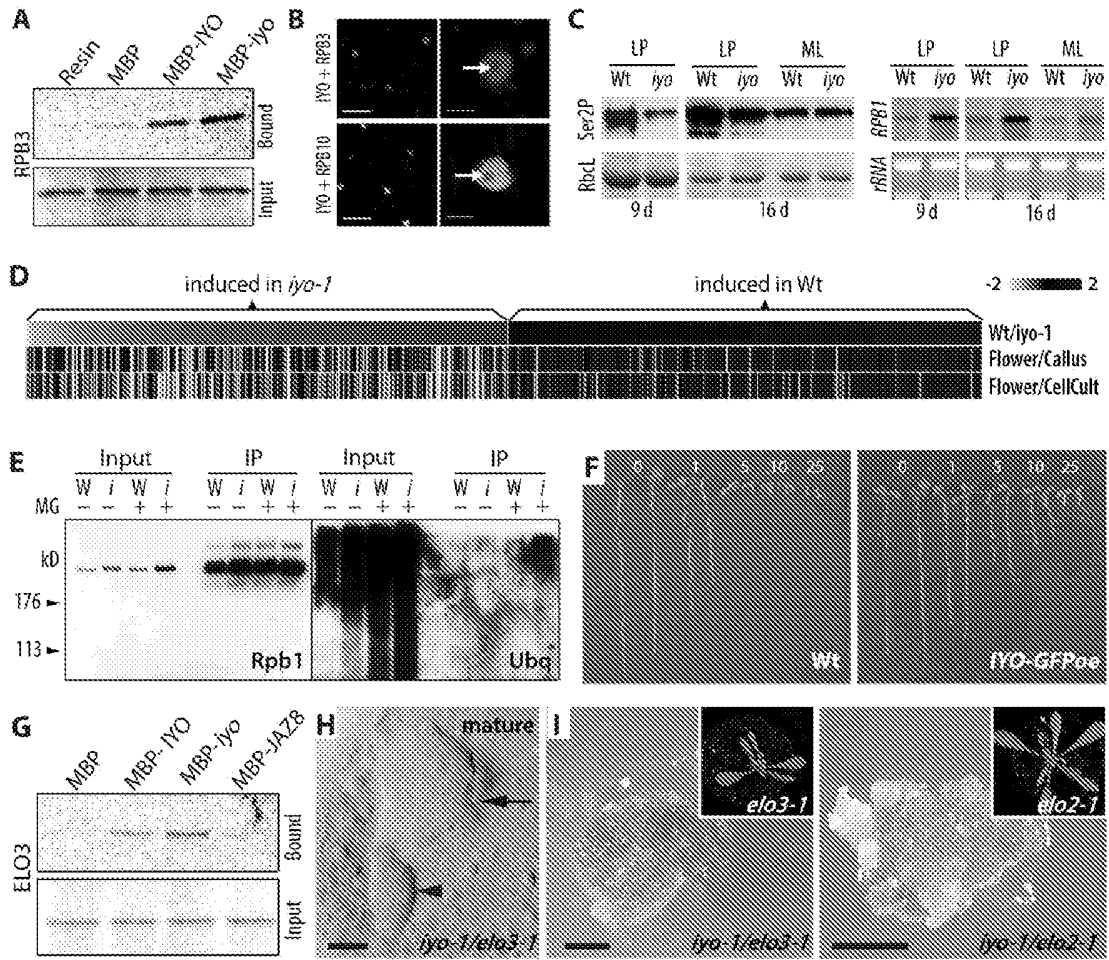 A
Resin
MBP
MBP-IYO
MBP-iyo
RPB3
Bound
Input
B
IYO + RPB3
IYO + RPB10
C
LP LP ML
Wt iyo Wt iyo Wt iyo
Ser2P
RbcL
9 d 16 d
LP LP ML
Wt iyo Wt iyo Wt iyo
RPB1
rRNA
9 d 16 d
D
induced in iyo-1
induced in Wt
-2 2
Wt/iyo-1
Flower/Callus
Flower/CellCult
E
Input IP Input IP
W i W i W i W i W i W i W i W i
MG - - + + - - + + - - + + - - + +
kD
176
113
Rpb1
Ubq
F
0 1 5 10 25
Wt
0 1 5 10 25
IYO-GFPoe
G
MBP
MBP-IYO
MBP-iyo
MBP-JAZ8
ELO3
Bound
Input
H
mature
iyo-1/elo3-1
I
elo3-1
iyo-1/elo3-1
elo2-1
iyo-1/elo2-1